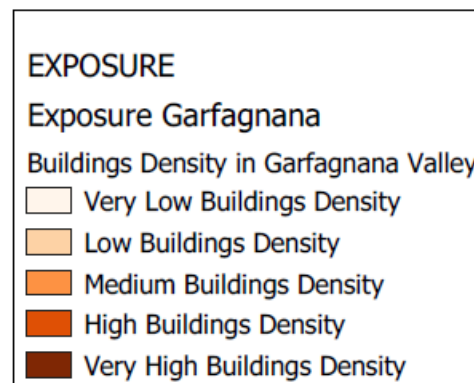 EXPOSURE
Exposure Garfagnana
Buildings Density in Garfagnana Valley
Very Low Buildings Density
Low Buildings Density
Medium Buildings Density
High Buildings Density
Very High Buildings Density